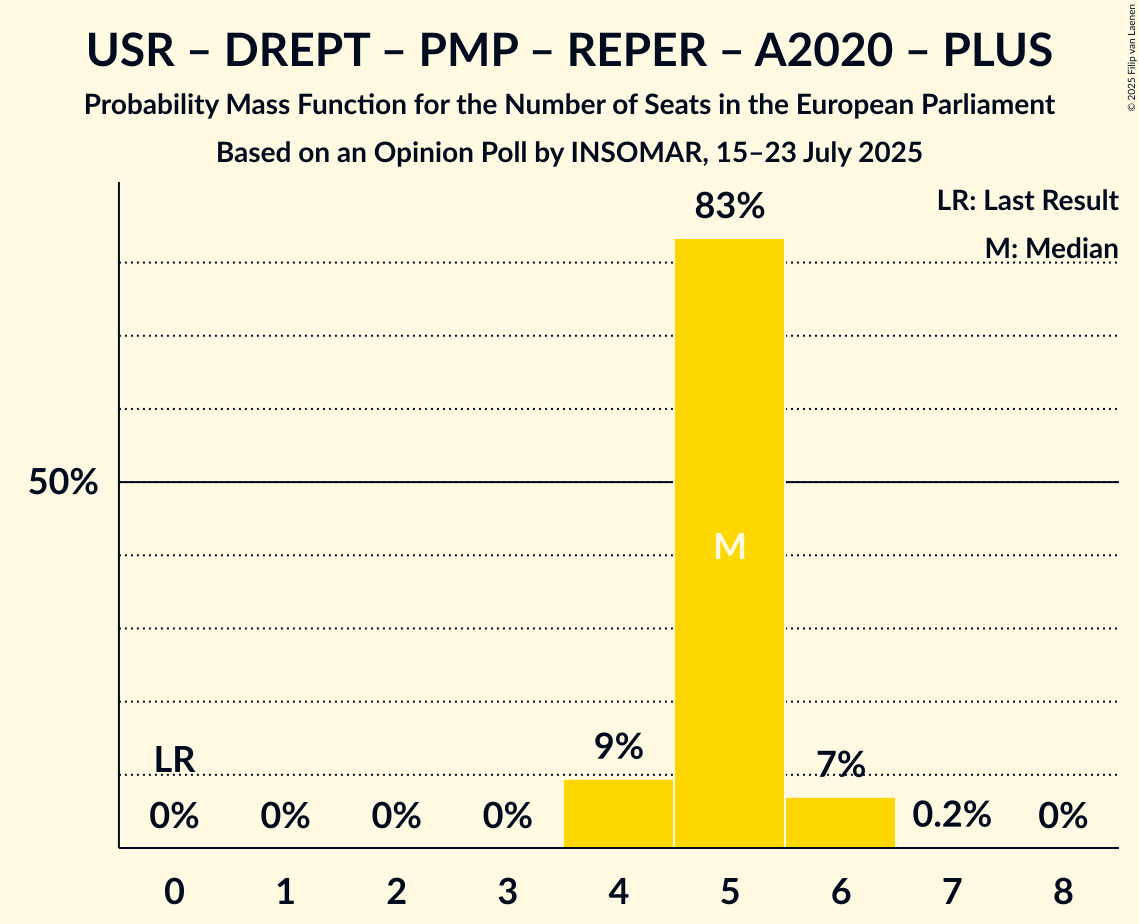 USR – DREPT – PMP – REPER – A2020 – PLUS
Probability Mass Function for the Number of Seats in the European Parliament
Based on an Opinion Poll by INSOMAR, 15–23 July 2025
© 2025 Filip van Laenen
LR: Last Result
M: Median
83%
50%
M
LR
9%
7%
0% 0% 0% 0% 0.2% 0%
0 1 2 3 4 5 6 7 8